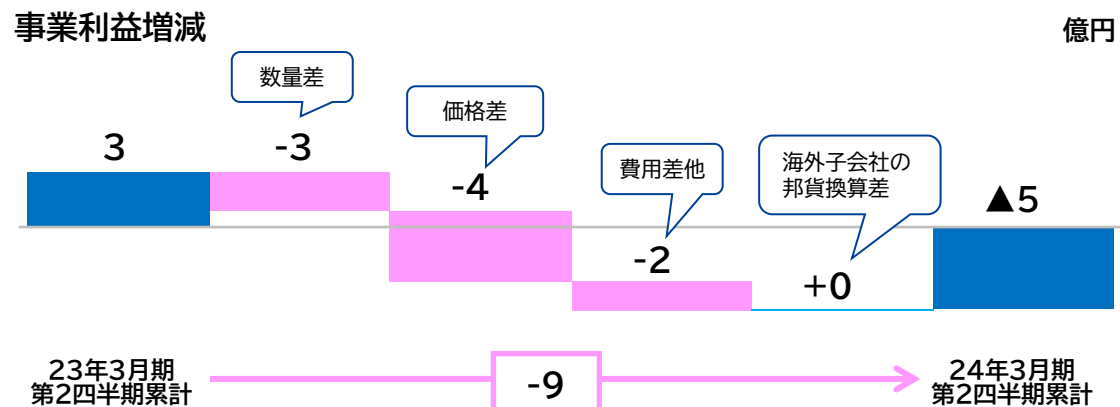 事業利益増減
億円
数量差
価格差
費用差他
海外子会社の
邦貨換算差
3
-3
-4
-2
+0
▲5
23年3月期
第2四半期累計
-9
24年3月期
第2四半期累計